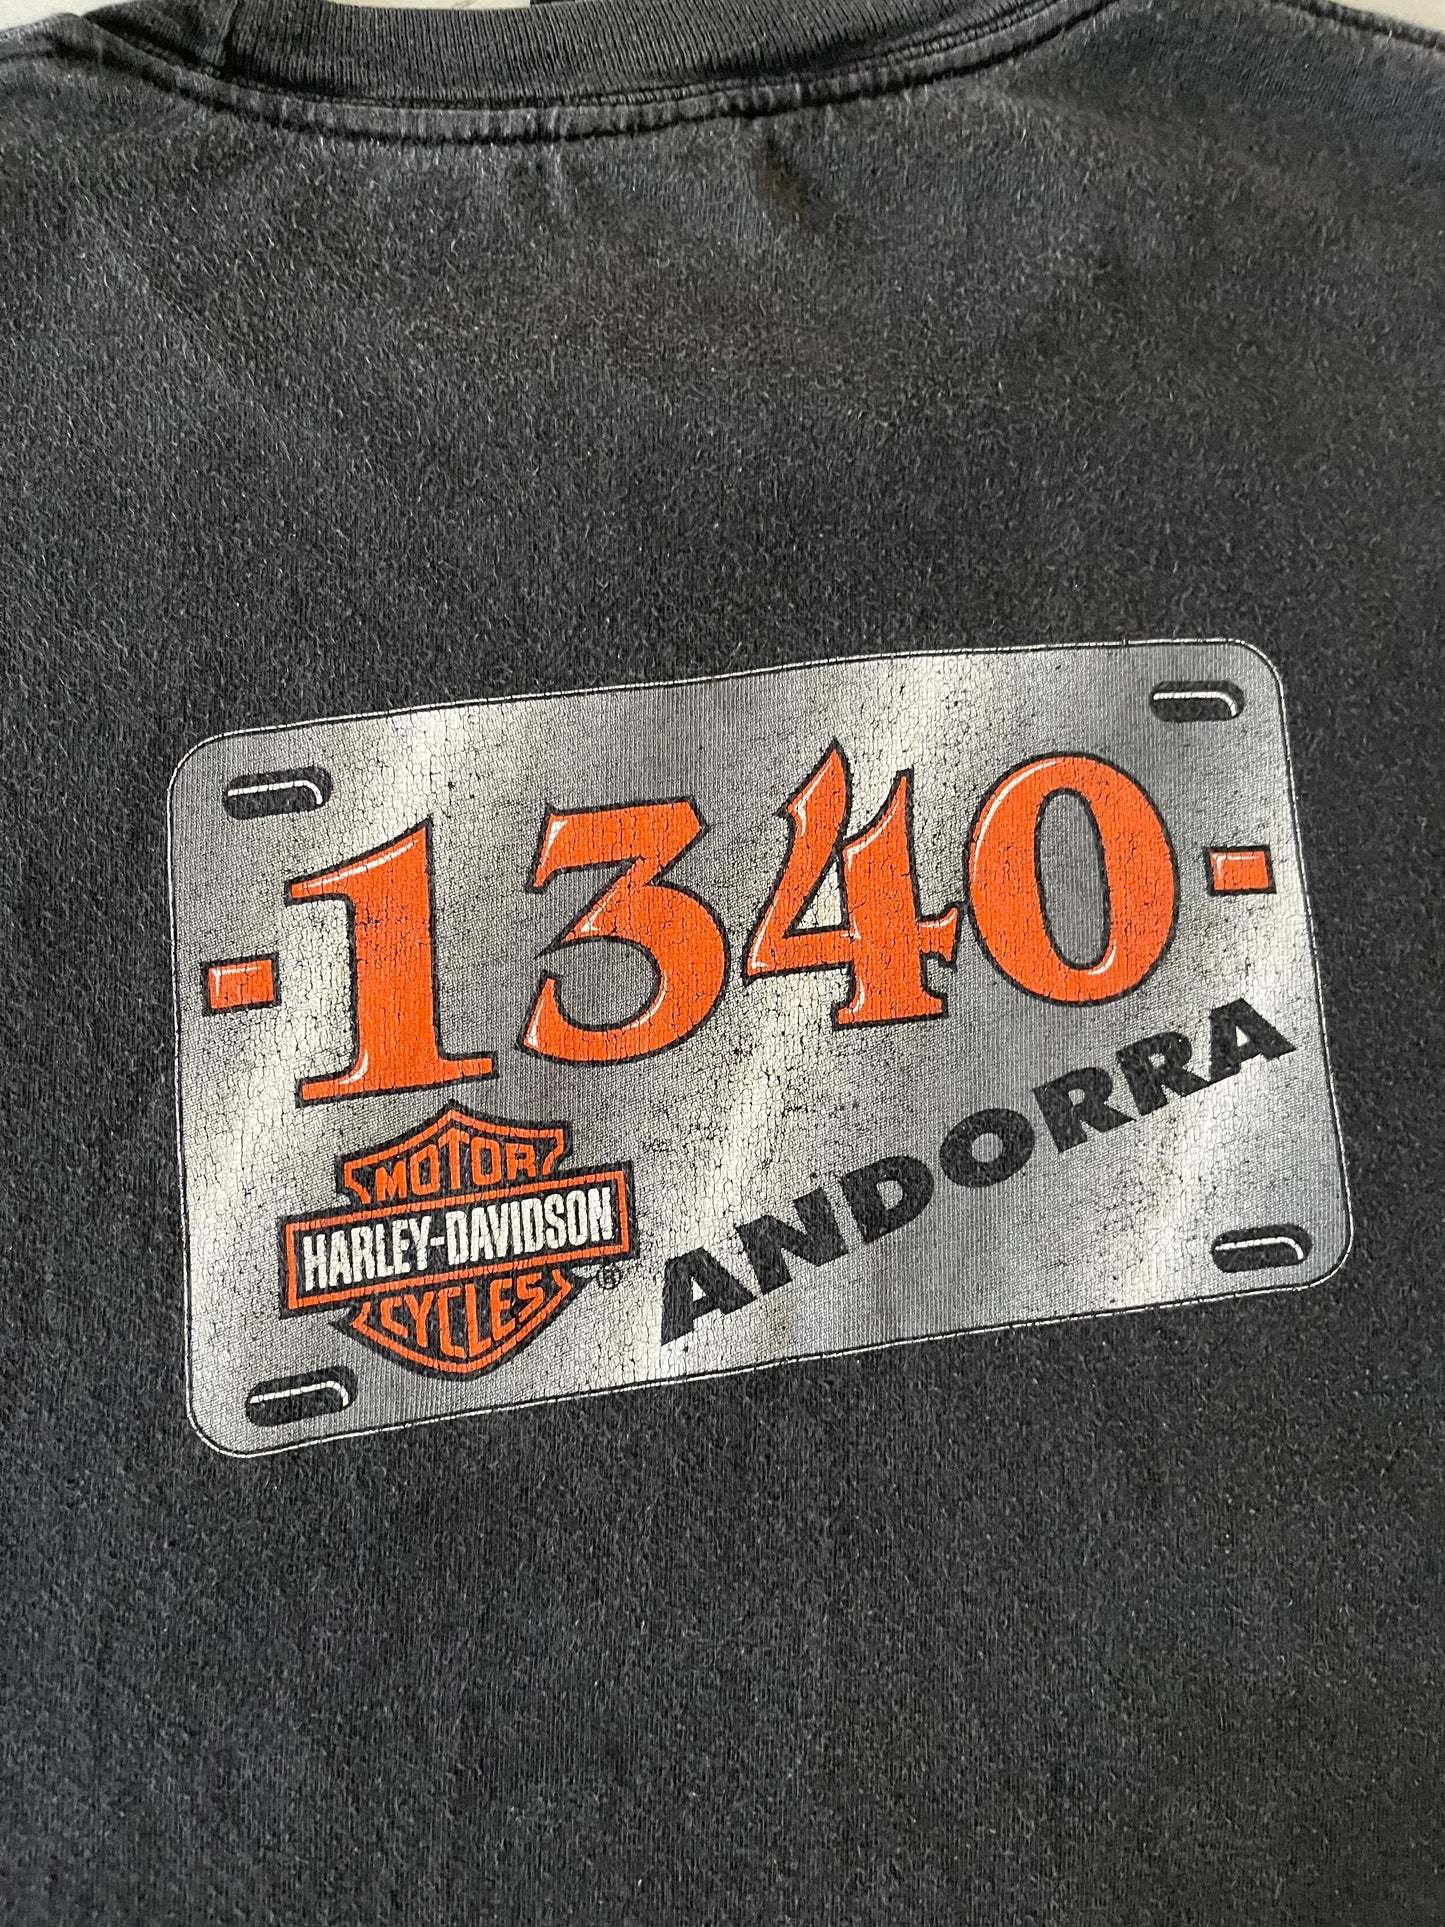 -1340-
MOTOR
HARLEY-DAVIDSON
CYCLES
®
ANDORRA